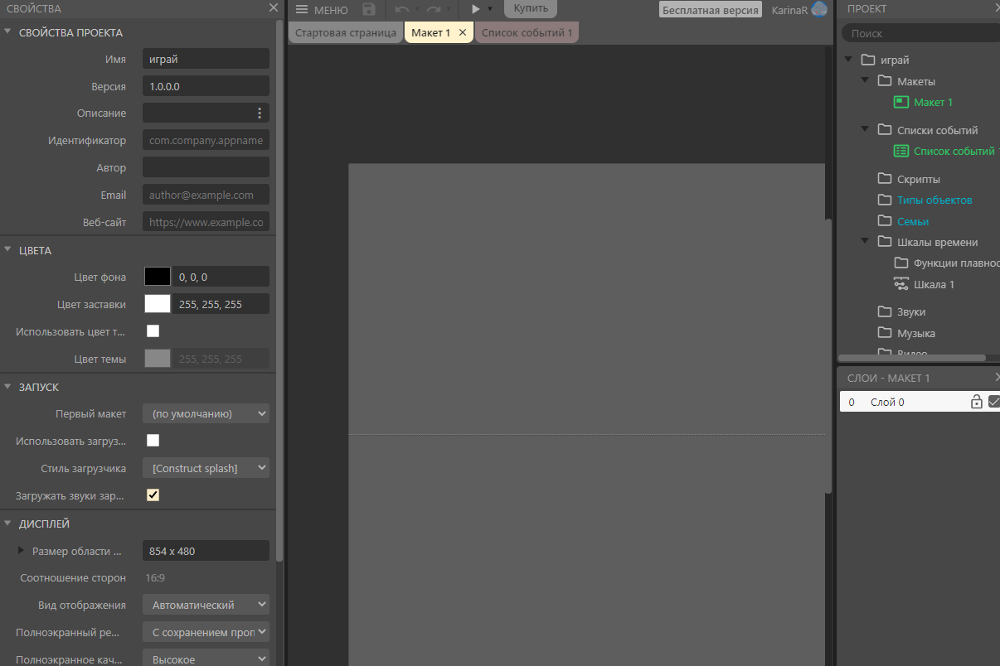 СВОЙСТВА
СВОЙСТВА ПРОЕКТА
Имя играй
Версия 1.0.0.0
Описание
Идентификатор com.company.appname
Автор
Email author@example.com
Веб-сайт https://www.example.co
ЦВЕТА
Цвет фона 0, 0, 0
Цвет заставки 255, 255, 255
Использовать цвет т...
Цвет темы 255, 255, 255
ЗАПУСК
Первый макет (по умолчанию)
Использовать загруз...
Стиль загрузчика [Construct splash]
Загружать звуки зар...
ДИСПЛЕЙ
Размер области ... 854 x 480
Соотношение сторон 16:9
Вид отображения Автоматический
Полноэкранный ре... С сохранением проп
Полноэкранное кач... Высокое
МЕНЮ Купить Бесплатная версия KarinaR
Стартовая страница Макет 1 Список событий 1
ПРОЕКТ
Поиск
играй
Макеты
Макет 1
Списки событий
Список событий 1
Скрипты
Типы объектов
Семьи
Шкалы времени
Функции плавнос
Шкала 1
Звуки
Музыка
Видео
СЛОИ - МАКЕТ 1
0 Слой 0